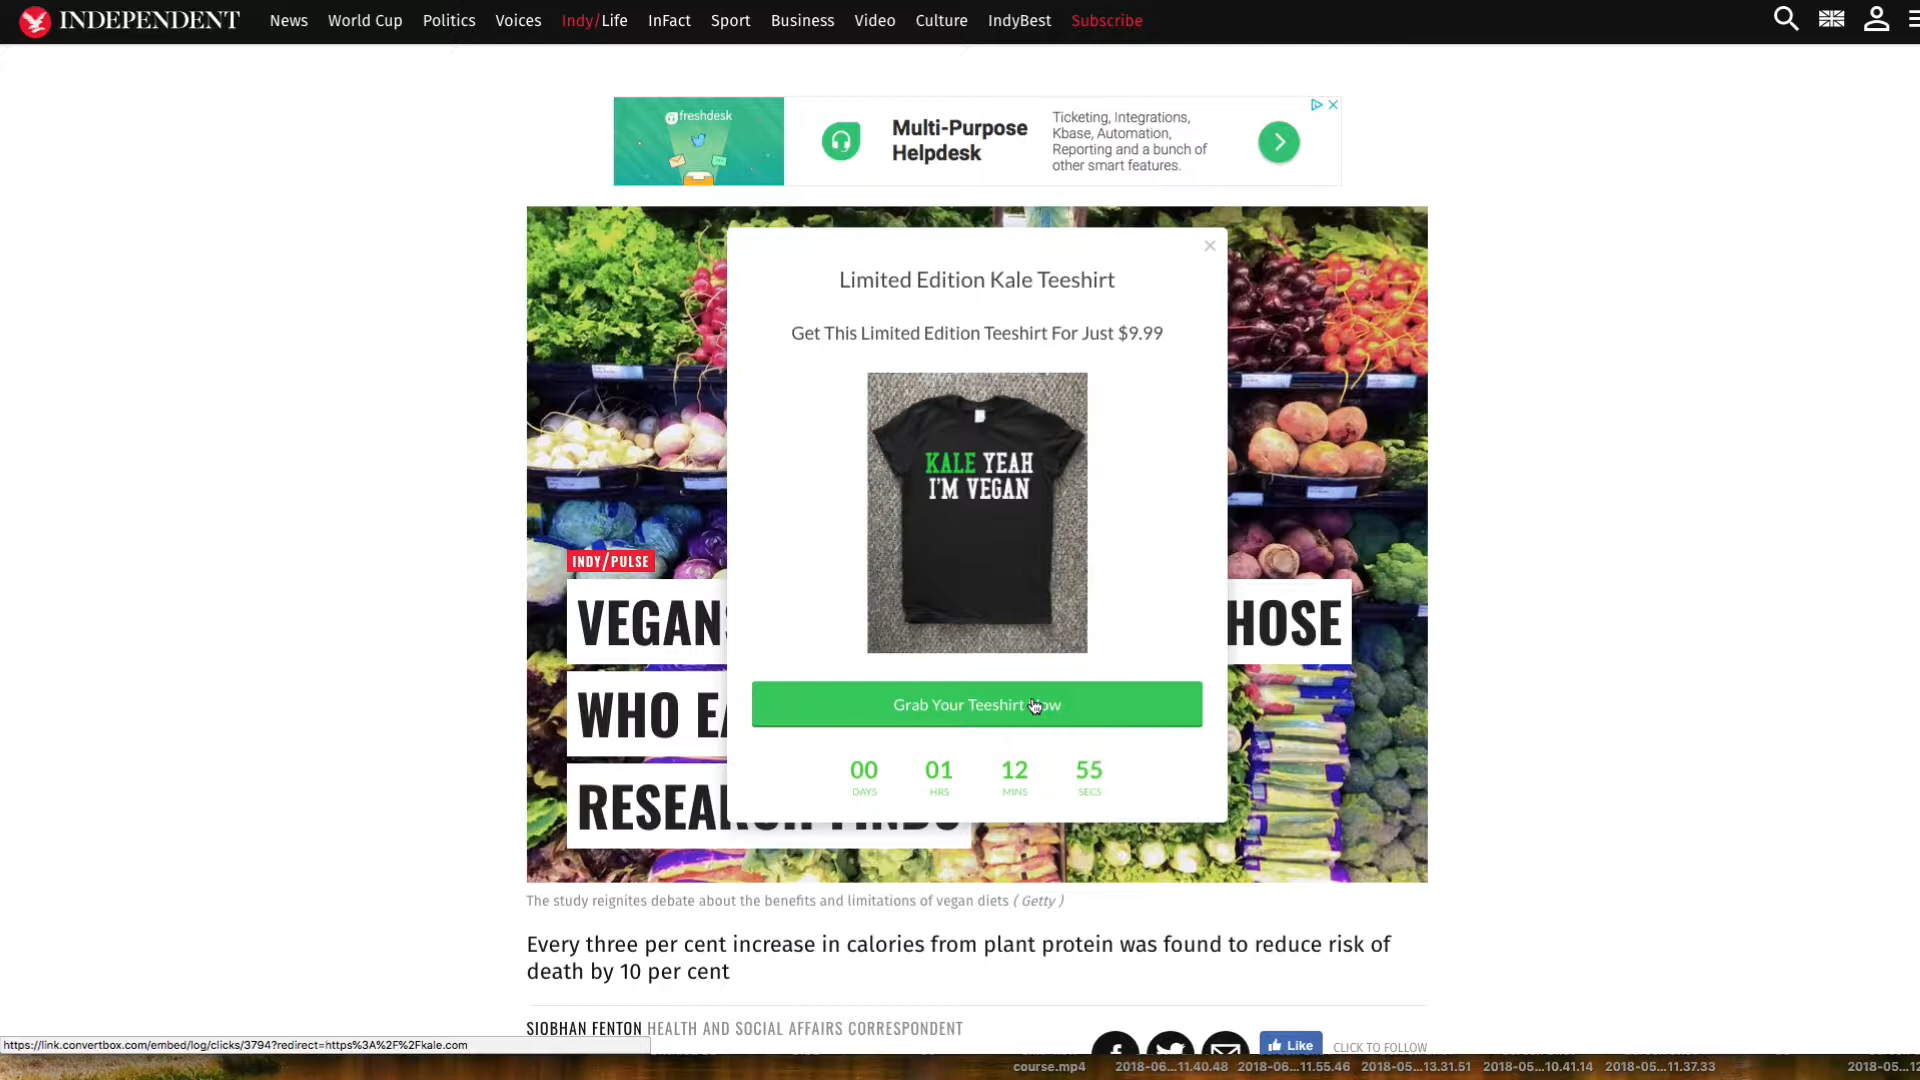 INDEPENDENT
News World Cup Politics Voices Indy/Life InFact Sport Business Video Culture IndyBest Subscribe
freshdesk
Multi-Purpose
Helpdesk
Ticketing, Integrations,
Kbase, Automation,
Reporting and a bunch of
other smart features.
Limited Edition Kale Teeshirt
Get This Limited Edition Teeshirt For Just $9.99
KALE YEAH
I'M VEGAN
Grab Your Teeshirt
00 01 12 55
DAYS HRS MINS SECS
INDY/PULSE
VEGANS HOSE
WHO
The study reignites debate about the benefits and limitations of vegan diets ( Getty )
Every three per cent increase in calories from plant protein was found to reduce risk of
death by 10 per cent
SIOBHAN FENTON HEALTH AND SOCIAL AFFAIRS CORRESPONDENT
Like CLICK TO FOLLOW
https://link.convertbox.com/embed/log/clicks/3794?redirect=https%3A%2F%2Fkale.com
course.mp4 2018-06...11.40.48 2018-06...11.55.46 2018-05...13.31.51 2018-05...10.41.14 2018-05...11.37.33